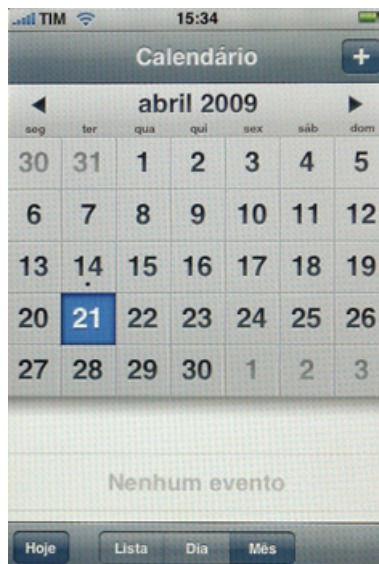 TIM 15:34
Calendário +
abril 2009
seg ter qua qui sex sáb dom
30 31 1 2 3 4 5
6 7 8 9 10 11 12
13 14 15 16 17 18 19
20 21 22 23 24 25 26
27 28 29 30 1 2 3
Nenhum evento
Hoje Lista Dia Mês